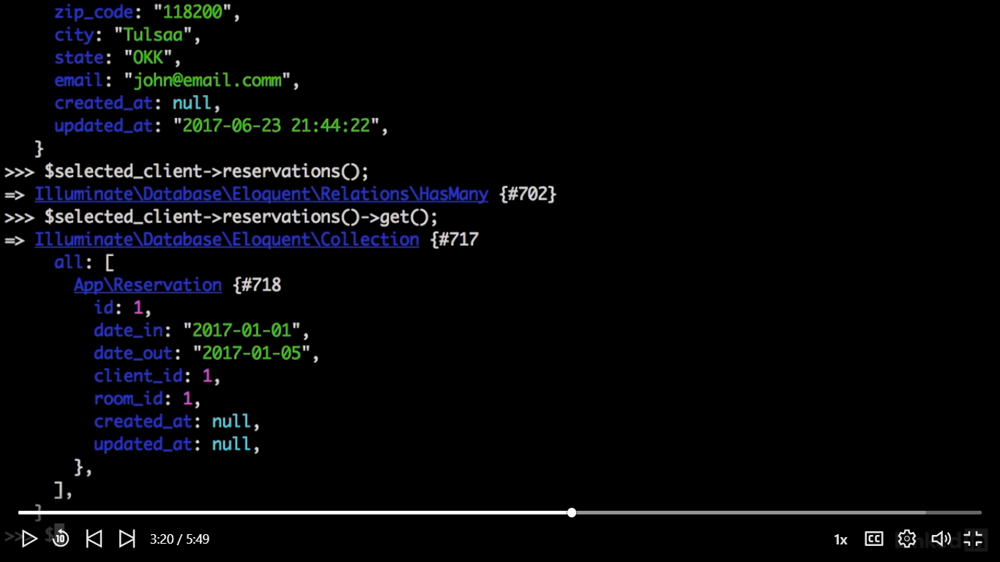 zip_code: "118200",
city: "Tulsaa",
state: "OKK",
email: "john@email.comm",
created_at: null,
updated_at: "2017-06-23 21:44:22",
}
>>> $selected_client->reservations();
=> Illuminate\Database\Eloquent\Relations\HasMany {#702}
>>> $selected_client->reservations()->get();
=> Illuminate\Database\Eloquent\Collection {#717
all: [
App\Reservation {#718
id: 1,
date_in: "2017-01-01",
date_out: "2017-01-05",
client_id: 1,
room_id: 1,
created_at: null,
updated_at: null,
},
],
}
>>> $
10
3:20 / 5:49
1x
CC